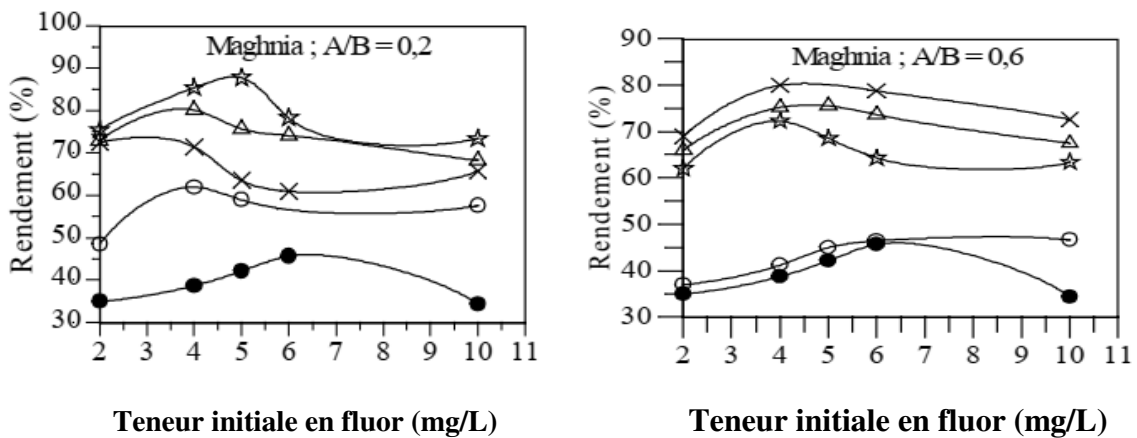 100
90
80
70
60
50
40
30
Rendement (%)
Maghnia ; A/B = 0,2
2 3 4 5 6 7 8 9 10 11
Teneur initiale en fluor (mg/L)
90
80
70
60
50
40
30
Rendement (%)
Maghnia ; A/B = 0,6
2 3 4 5 6 7 8 9 10 11
Teneur initiale en fluor (mg/L)